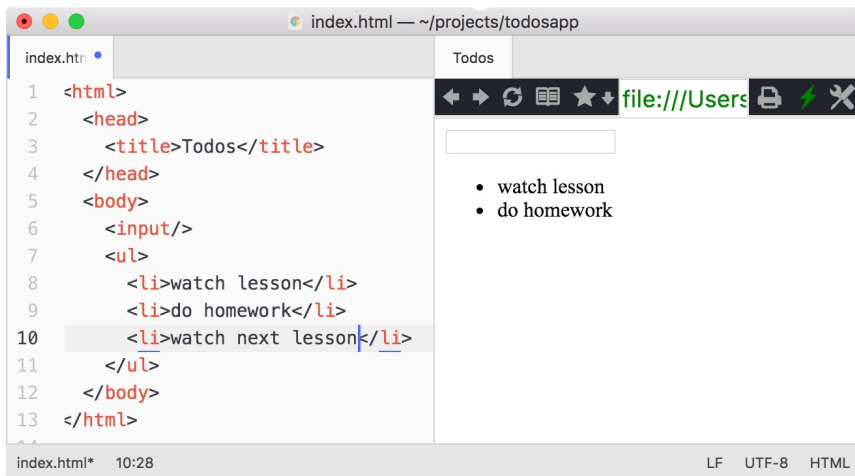 index.html — ~/projects/todosapp
index.htn
Todos
file:///Users
1 <html>
2 <head>
3 <title>Todos</title>
4 </head>
5 <body>
6 <input/>
7 <ul>
8 <li>watch lesson</li>
9 <li>do homework</li>
10 <li>watch next lesson</li>
11 </ul>
12 </body>
13 </html>
• watch lesson
• do homework
index.html* 10:28 LF UTF-8 HTML